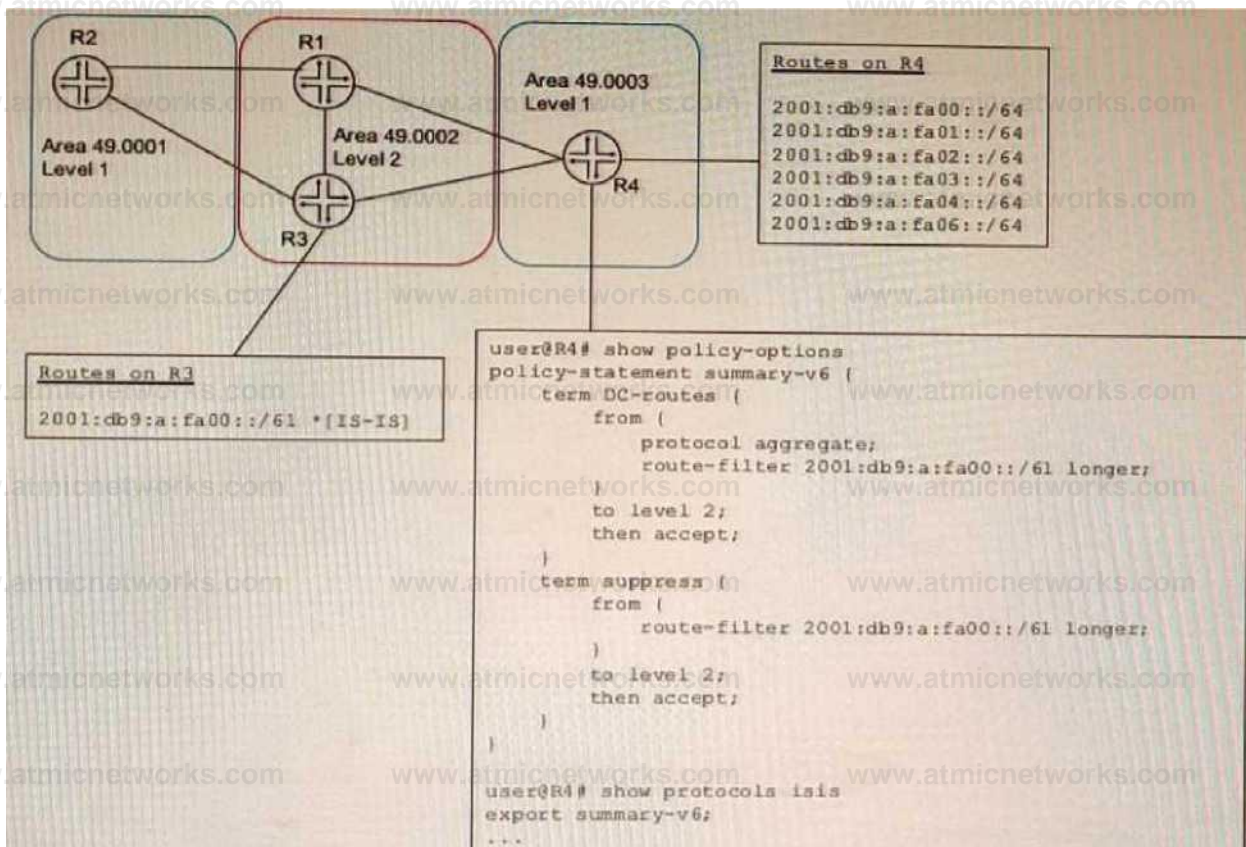 R2
R1
Area 49.0001
Level 1
Area 49.0002
Level 2
R3
Area 49.0003
Level 1
R4
Routes on R4
2001:db9:a:fa00::/64
2001:db9:a:fa01::/64
2001:db9:a:fa02::/64
2001:db9:a:fa03::/64
2001:db9:a:fa04::/64
2001:db9:a:fa06::/64
Routes on R3
2001:db9:a:fa00::/61 *[IS-IS]
user@R4# show policy-options
policy-statement summary-v6 {
term DC-routes {
from {
protocol aggregate;
route-filter 2001:db9:a:fa00::/61 longer;
}
to level 2;
then accept;
}
term suppress {
from {
route-filter 2001:db9:a:fa00::/61 longer;
}
to level 2;
then accept;
}
}
user@R4# show protocols isis
export summary-v6;
...
www.atmicnetworks.com